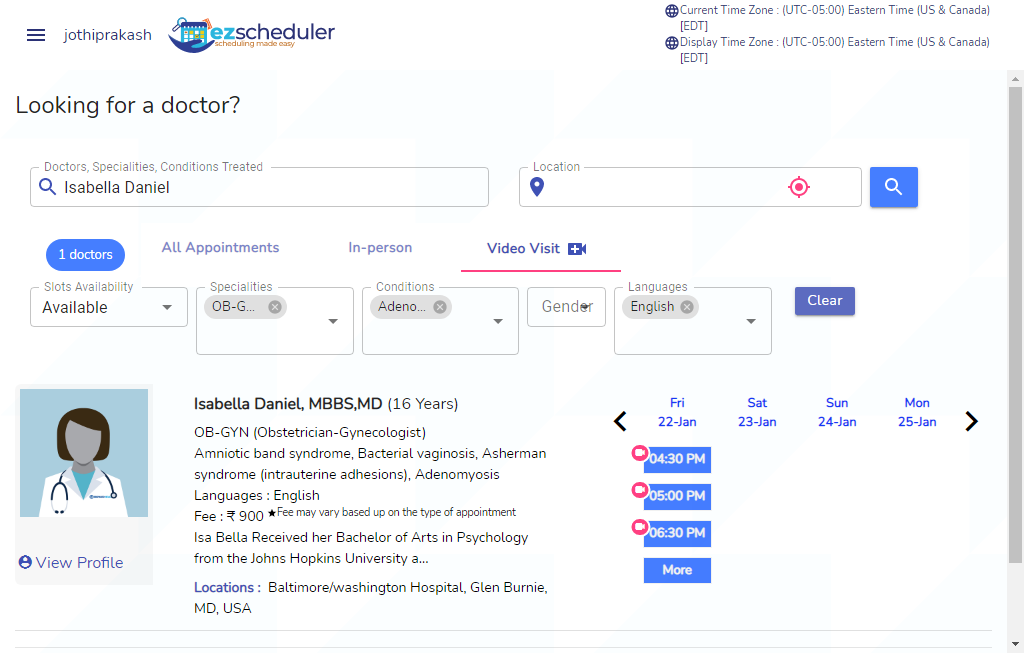 jothiprakash
ezscheduler
scheduling made easy
Current Time Zone : (UTC-05:00) Eastern Time (US & Canada)
[EDT]
Display Time Zone : (UTC-05:00) Eastern Time (US & Canada)
[EDT]
Looking for a doctor?
Doctors, Specialities, Conditions Treated
Isabella Daniel
Location
1 doctors
All Appointments
In-person
Video Visit
Slots Availability
Available
Specialities
OB-G...
Conditions
Adeno...
Gender
Languages
English
Clear
View Profile
Isabella Daniel, MBBS,MD (16 Years)
OB-GYN (Obstetrician-Gynecologist)
Amniotic band syndrome, Bacterial vaginosis, Asherman
syndrome (intrauterine adhesions), Adenomyosis
Languages : English
Fee : ₹ 900 ★Fee may vary based up on the type of appointment
Isa Bella Received her Bachelor of Arts in Psychology
from the Johns Hopkins University a...
Locations : Baltimore/washington Hospital, Glen Burnie,
MD, USA
Fri Sat Sun Mon
22-Jan 23-Jan 24-Jan 25-Jan
04:30 PM
05:00 PM
06:30 PM
More